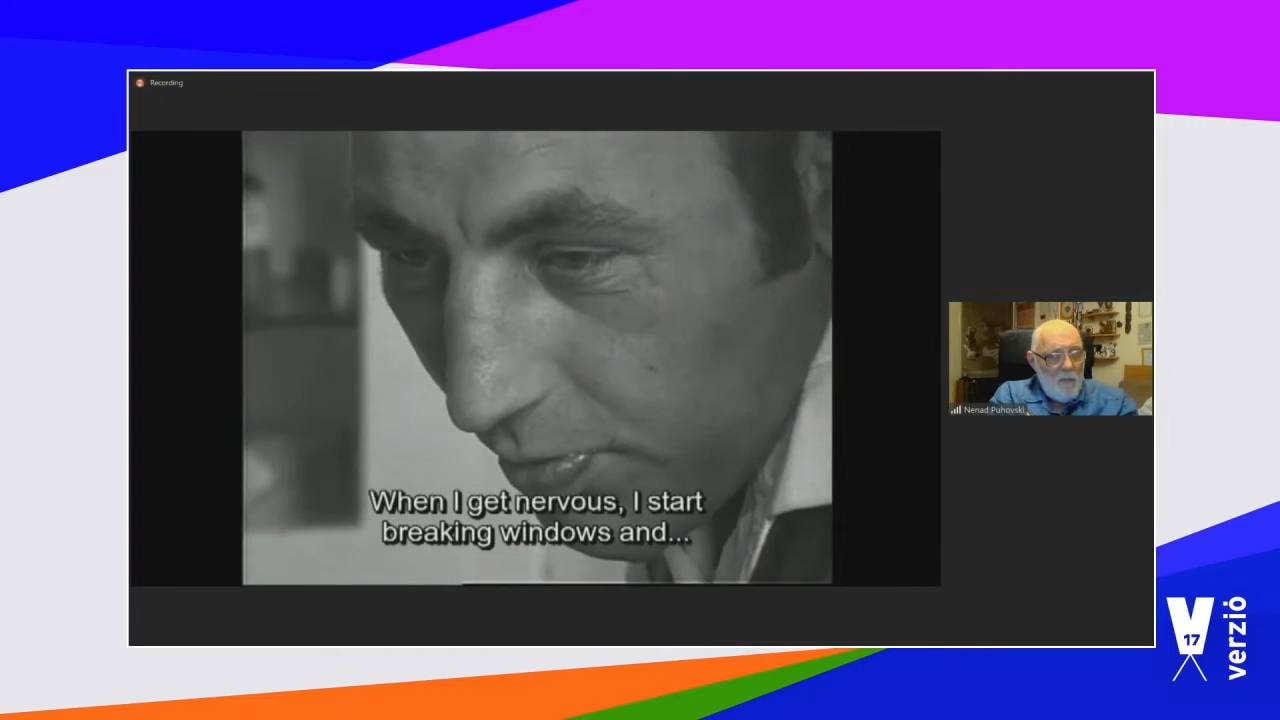 Recording
When I get nervous, I start
breaking windows and...
Nenad Puhovski
17
verzió